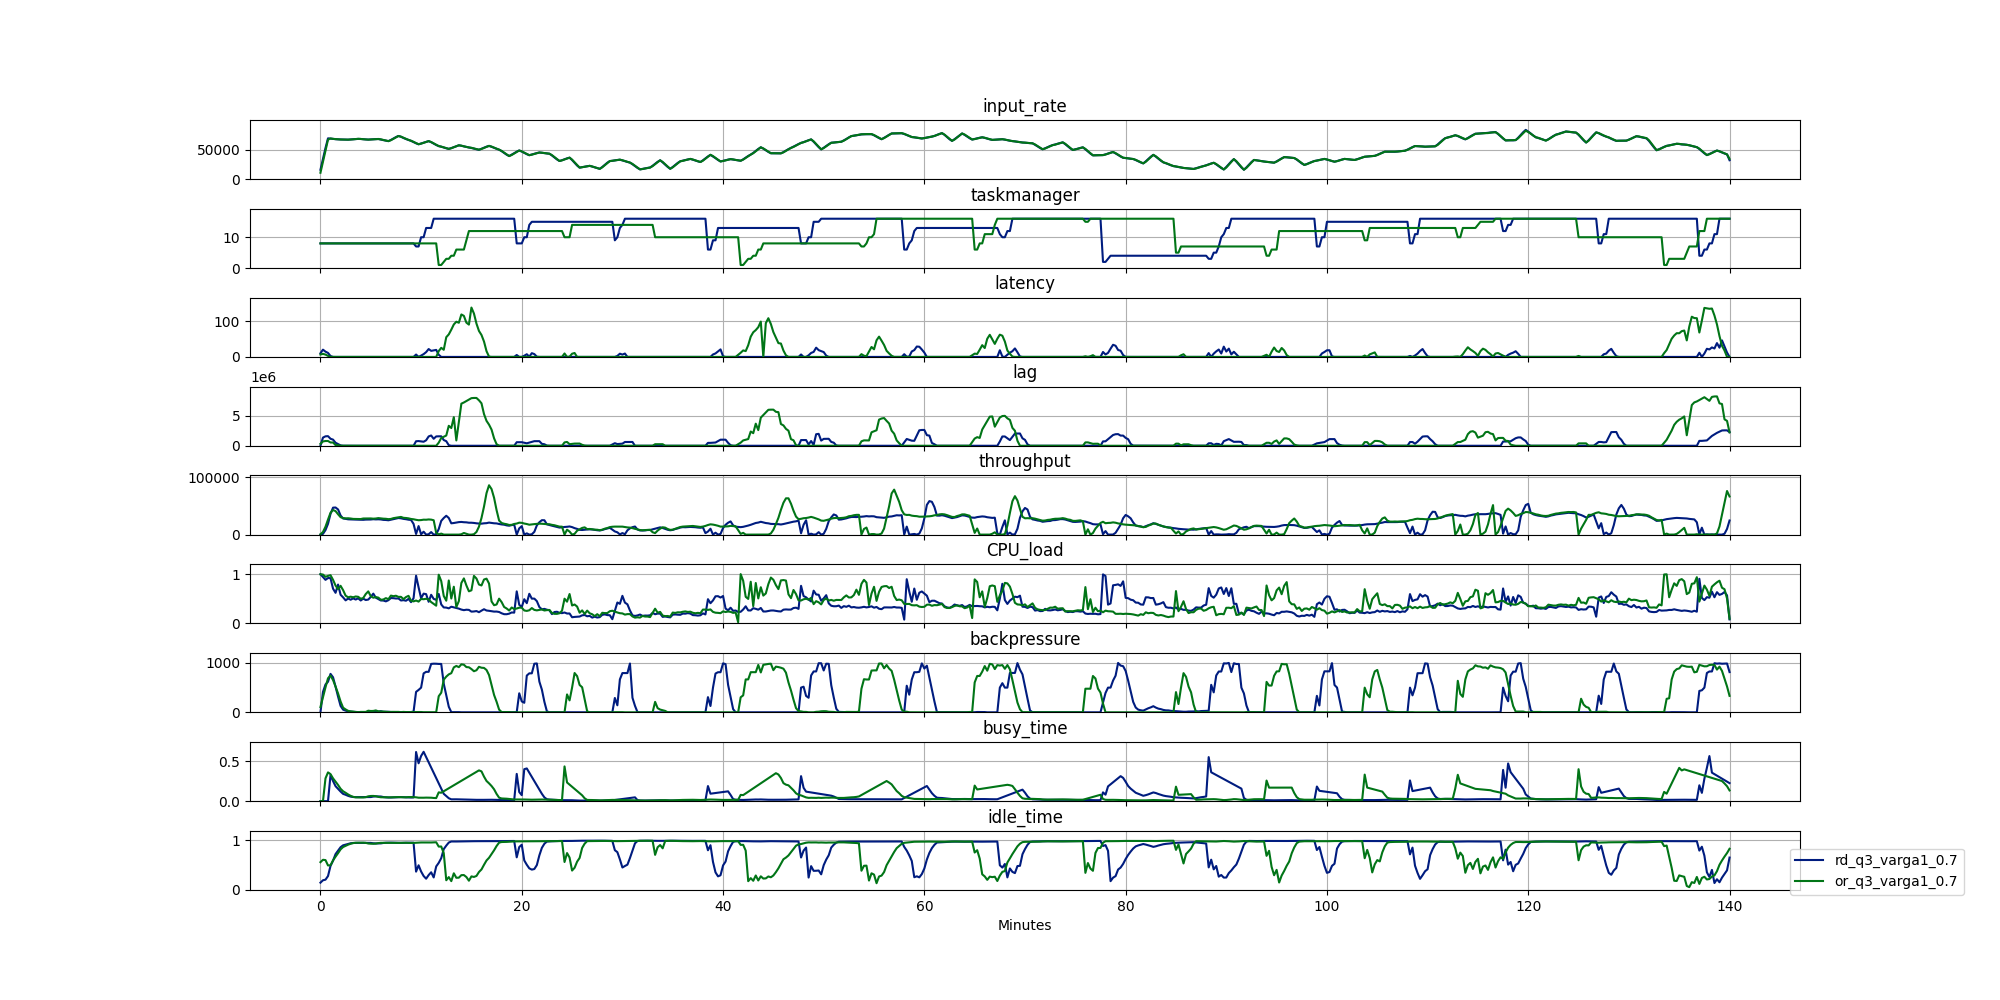 input_rate
50000
0
taskmanager
10
0
latency
100
0
1e6
lag
5
0
throughput
100000
0
CPU_load
1
0
backpressure
1000
0
busy_time
0.5
0.0
idle_time
1
0
rd_q3_varga1_0.7
or_q3_varga1_0.7
0 20 40 60 80 100 120 140
Minutes